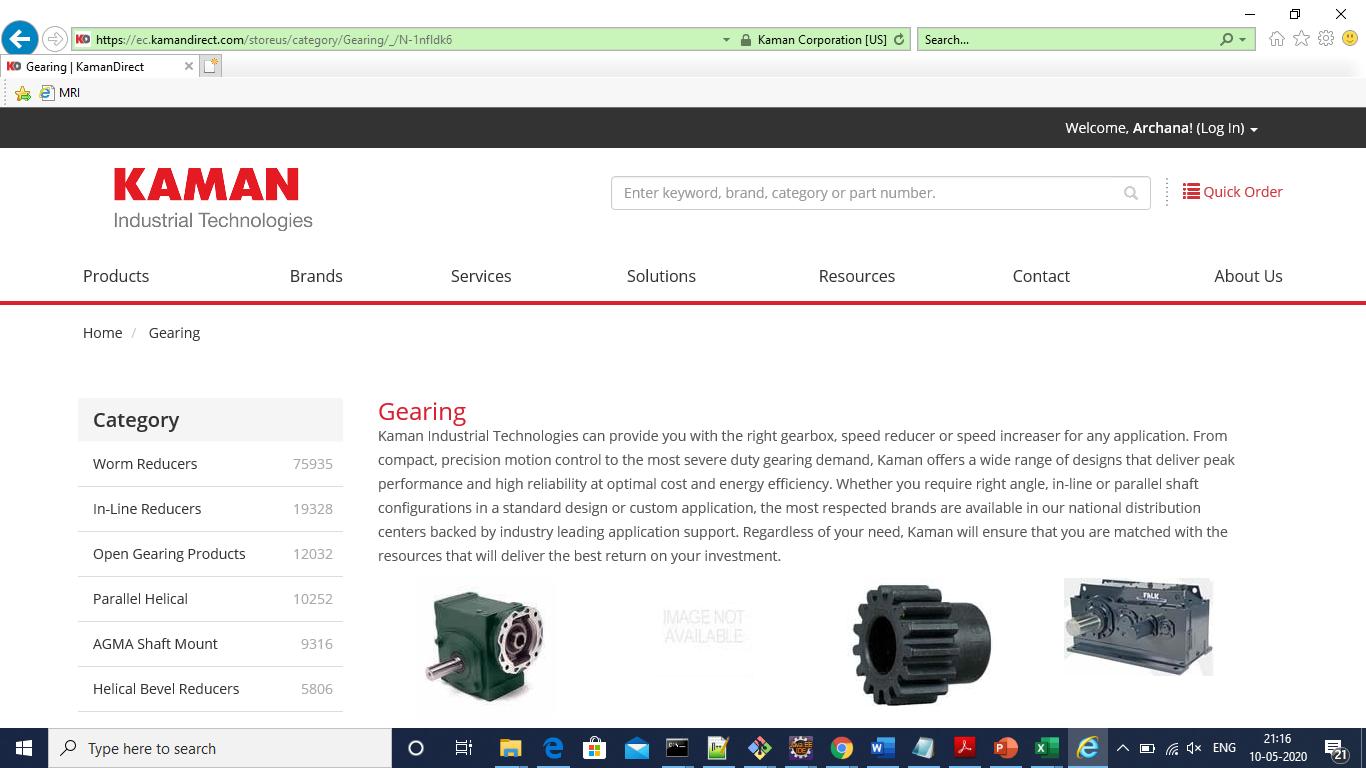 https://ec.kamandirect.com/storeus/category/Gearing/_/N-1nfldk6
Kaman Corporation [US]
Search...
Gearing | KamanDirect
MRI
Welcome, Archana! (Log In)
KAMAN
Industrial Technologies
Enter keyword, brand, category or part number.
Quick Order
Products Brands Services Solutions Resources Contact About Us
Home / Gearing
Category
Worm Reducers 75935
In-Line Reducers 19328
Open Gearing Products 12032
Parallel Helical 10252
AGMA Shaft Mount 9316
Helical Bevel Reducers 5806
Gearing
Kaman Industrial Technologies can provide you with the right gearbox, speed reducer or speed increaser for any application. From
compact, precision motion control to the most severe duty gearing demand, Kaman offers a wide range of designs that deliver peak
performance and high reliability at optimal cost and energy efficiency. Whether you require right angle, in-line or parallel shaft
configurations in a standard design or custom application, the most respected brands are available in our national distribution
centers backed by industry leading application support. Regardless of your need, Kaman will ensure that you are matched with the
resources that will deliver the best return on your investment.
IMAGE NOT
AVAILABLE
FALK
Type here to search
ENG
21:16
10-05-2020
21